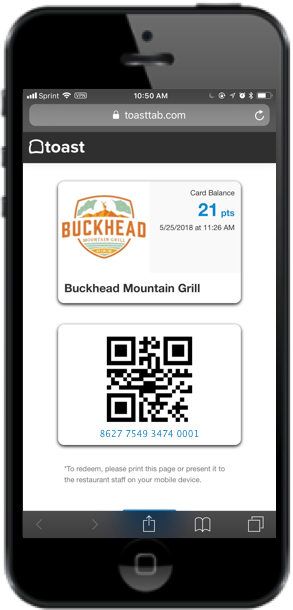 Sprint VPN 10:50 AM
toasttab.com
toast
Card Balance
21 pts
5/25/2018 at 11:26 AM
BUCKHEAD
MOUNTAIN GRILL
Buckhead Mountain Grill
8627 7549 3474 0001
*To redeem, please print this page or present it to
the restaurant staff on your mobile device.